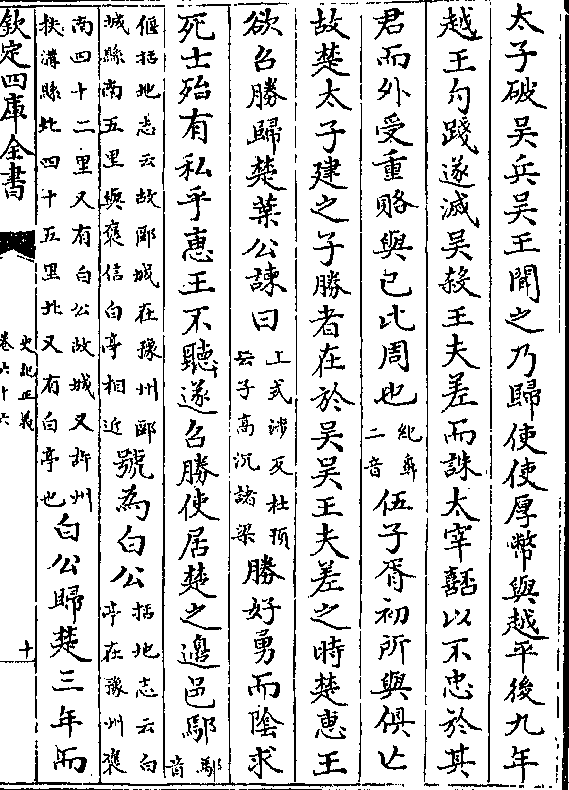 太子破吳兵吳王聞之乃歸使使厚幣與越平後九年
越王勾踐遂滅吳殺王夫差而誅太宰嚭以不忠於其
君而外受重賂與己比周也紀鼻二音伍子胥初所與俱亡
故楚太子建之子勝者在於吳吳王夫差之時楚惠王
欲召勝歸楚葉公諫曰上式涉反杜預云子高沉諸梁勝好勇而陰求
死士殆有私乎惠王不聽遂召勝使居楚之邊邑鄢鄢音
偃括地志云故郾城在豫州郾城縣南五里與褒信白亭相近號為白公括地志云白亭在豫州褒
南四十二里又有白公故城又許州扶溝縣北四十五里北又有白亭也白公歸楚三年而
欽定四庫全書
史記正義
卷六十六
十